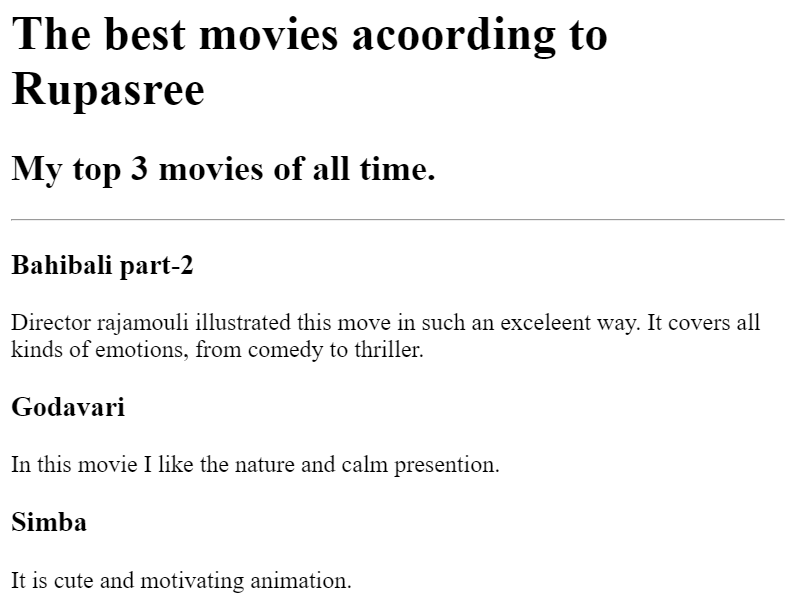 The best movies acoording to
Rupasree
My top 3 movies of all time.
Bahibali part-2
Director rajamouli illustrated this move in such an exceleent way. It covers all
kinds of emotions, from comedy to thriller.
Godavari
In this movie I like the nature and calm presention.
Simba
It is cute and motivating animation.